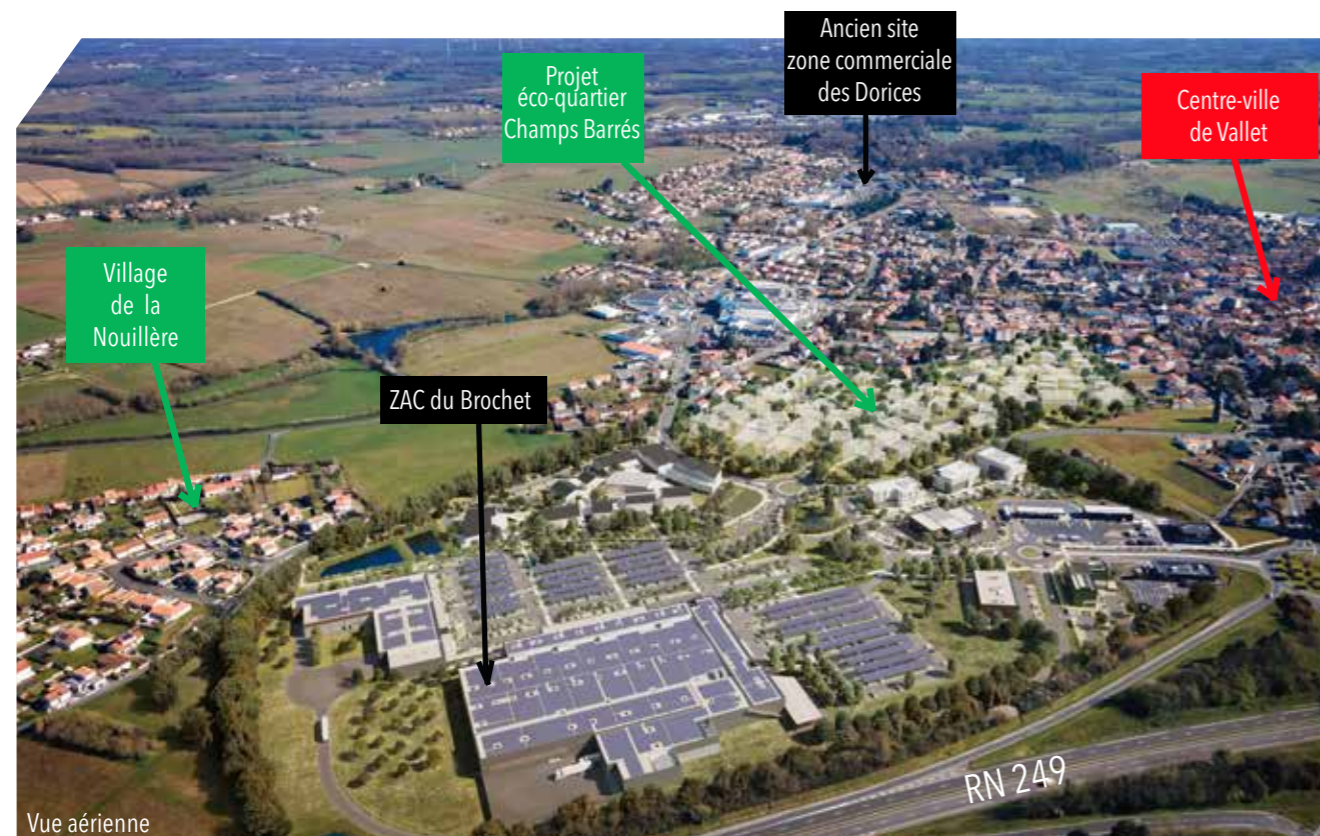 Ancien site
zone commerciale
des Dorices
Projet
éco-quartier
Champs Barrés
Centre-ville
de Vallet
Village
de la
Nouillère
ZAC du Brochet
RN 249
Vue aérienne